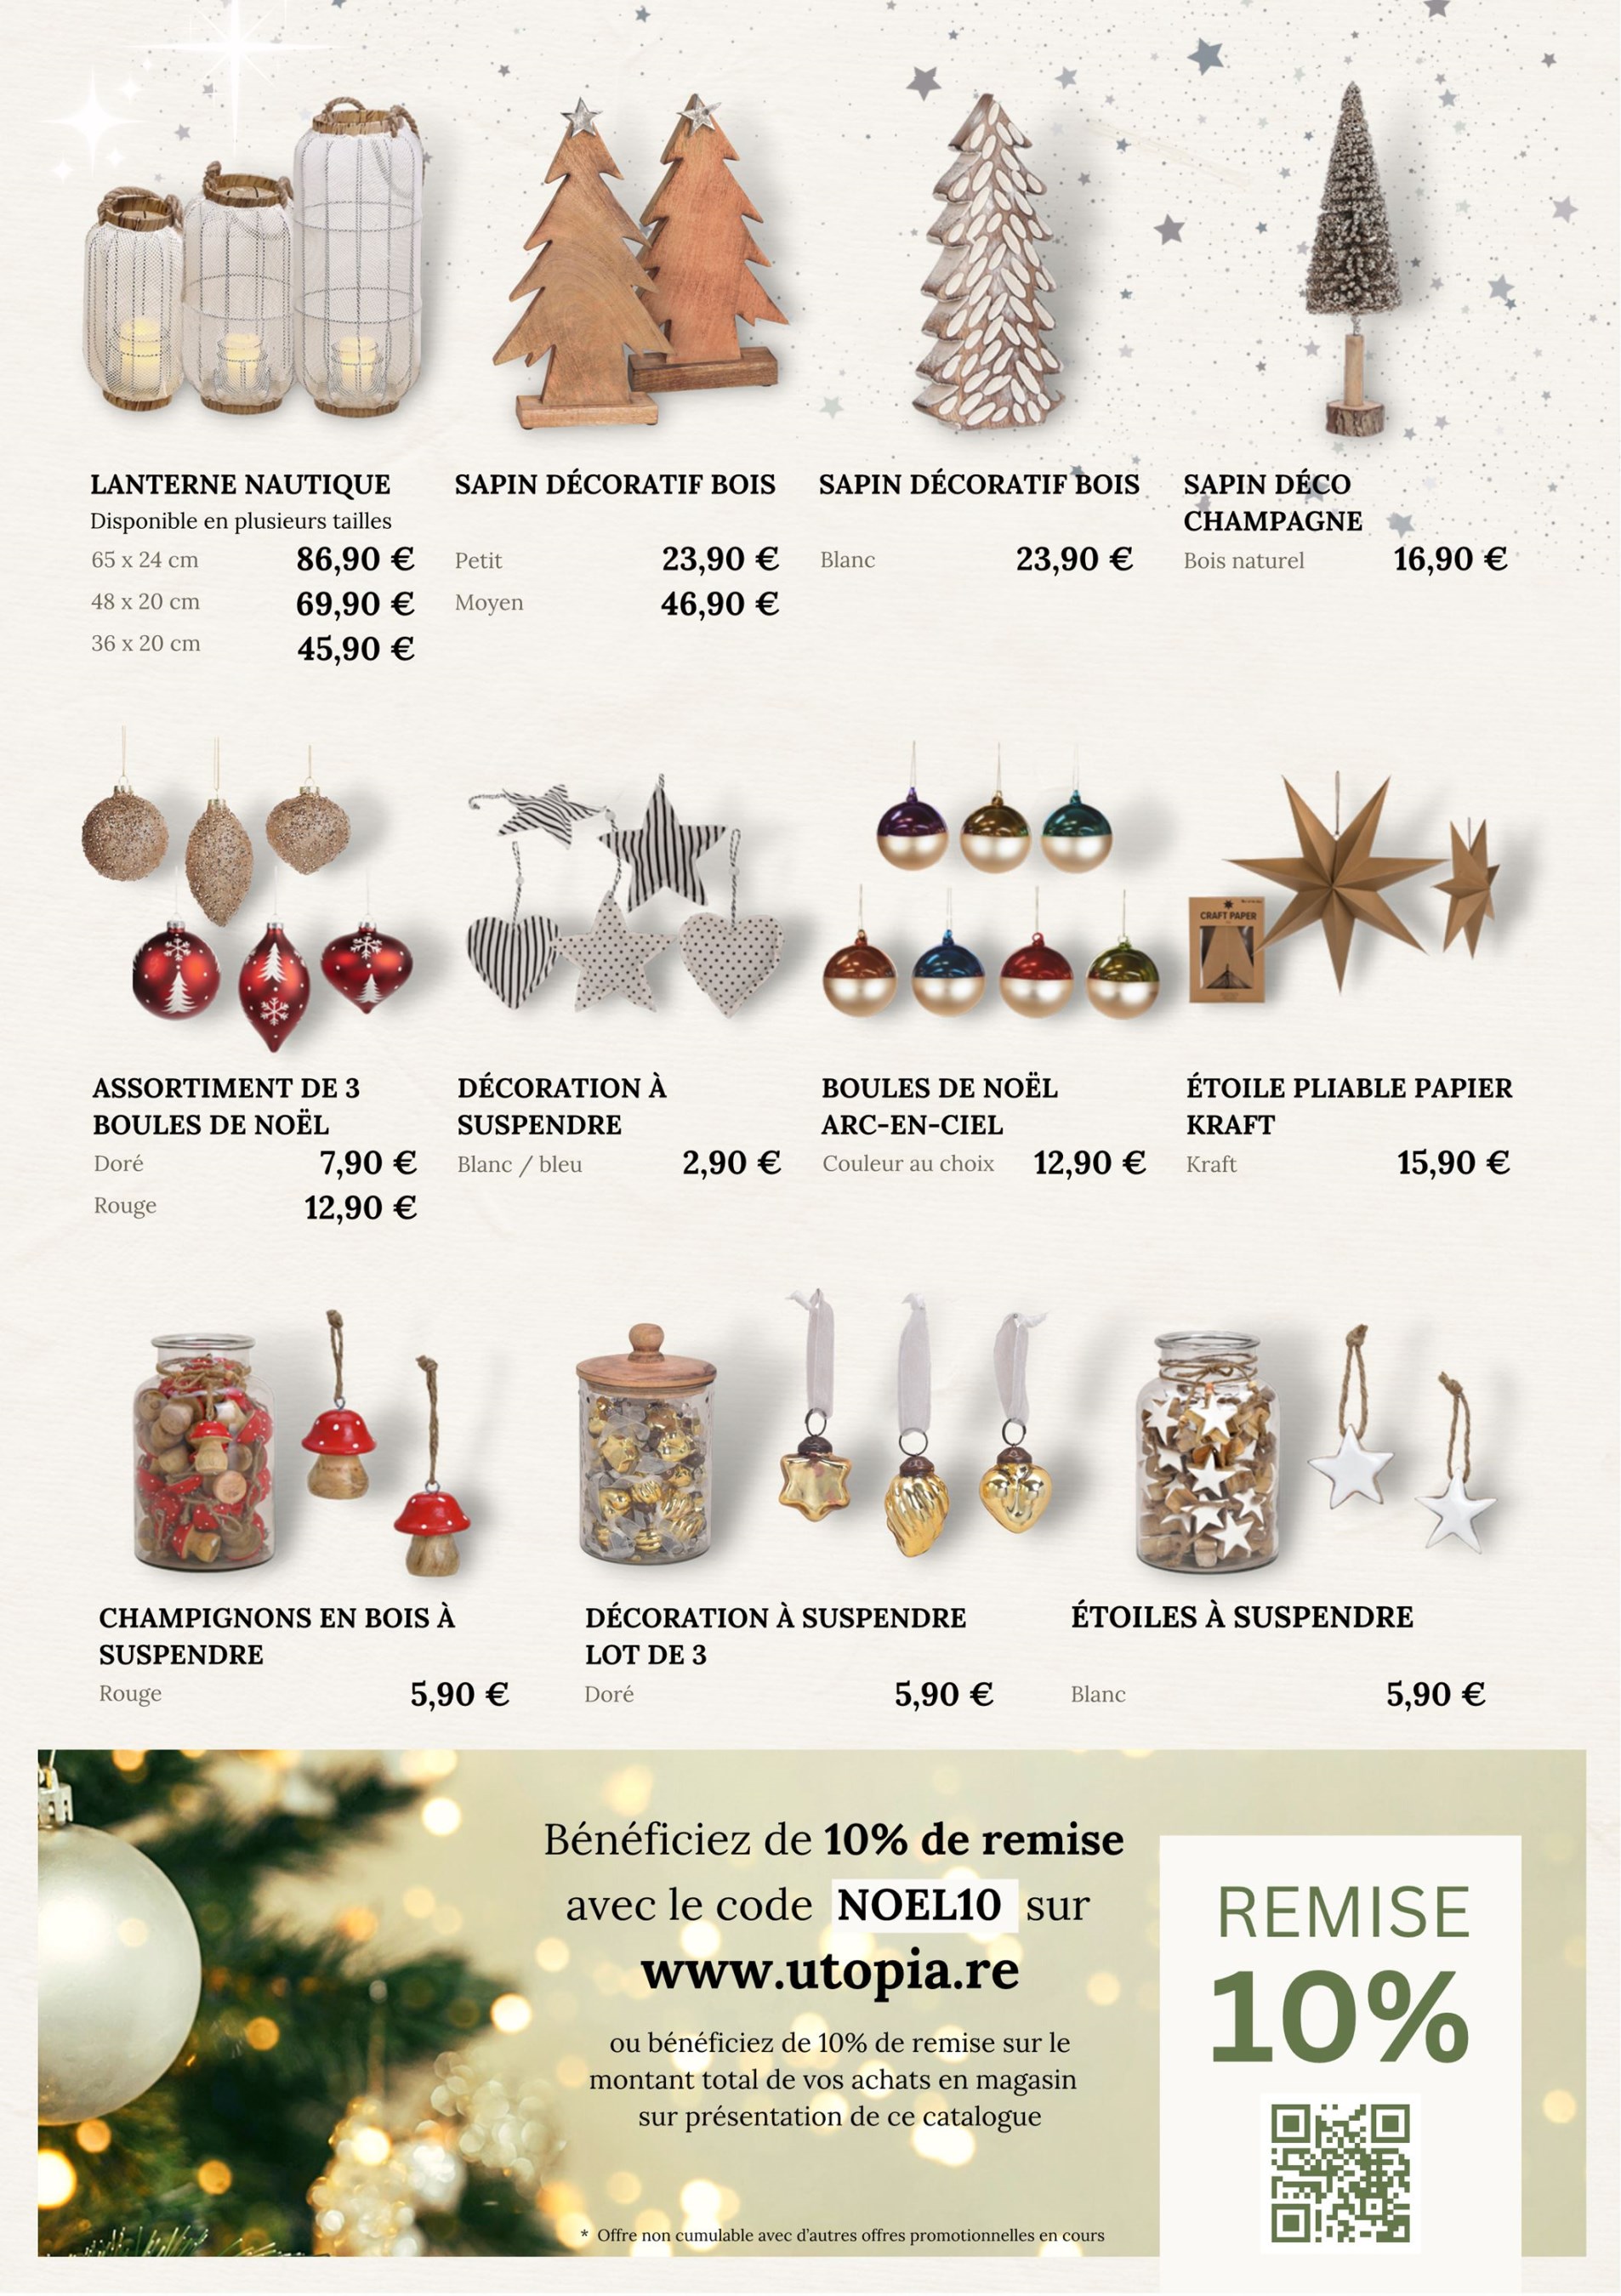 LANTERNE NAUTIQUE
Disponible en plusieurs tailles
65 x 24 cm 86,90 €
48 x 20 cm 69,90 €
36 x 20 cm 45,90 €
SAPIN DÉCORATIF BOIS
Petit 23,90 €
Moyen 46,90 €
SAPIN DÉCORATIF BOIS
Blanc 23,90 €
SAPIN DÉCO
CHAMPAGNE
Bois naturel 16,90 €
CRAFT PAPER
ASSORTIMENT DE 3
BOULES DE NOËL
Doré 7,90 €
Rouge 12,90 €
DÉCORATION À
SUSPENDRE
Blanc / bleu 2,90 €
BOULES DE NOËL
ARC-EN-CIEL
Couleur au choix 12,90 €
ÉTOILE PLIABLE PAPIER
KRAFT
Kraft 15,90 €
CHAMPIGNONS EN BOIS À
SUSPENDRE
Rouge 5,90 €
DÉCORATION À SUSPENDRE
LOT DE 3
Doré 5,90 €
ÉTOILES À SUSPENDRE
Blanc 5,90 €
Bénéficiez de 10% de remise
avec le code NOEL10 sur
www.utopia.re
ou bénéficiez de 10% de remise sur le
montant total de vos achats en magasin
sur présentation de ce catalogue
* Offre non cumulable avec d'autres offres promotionnelles en cours
REMISE
10%